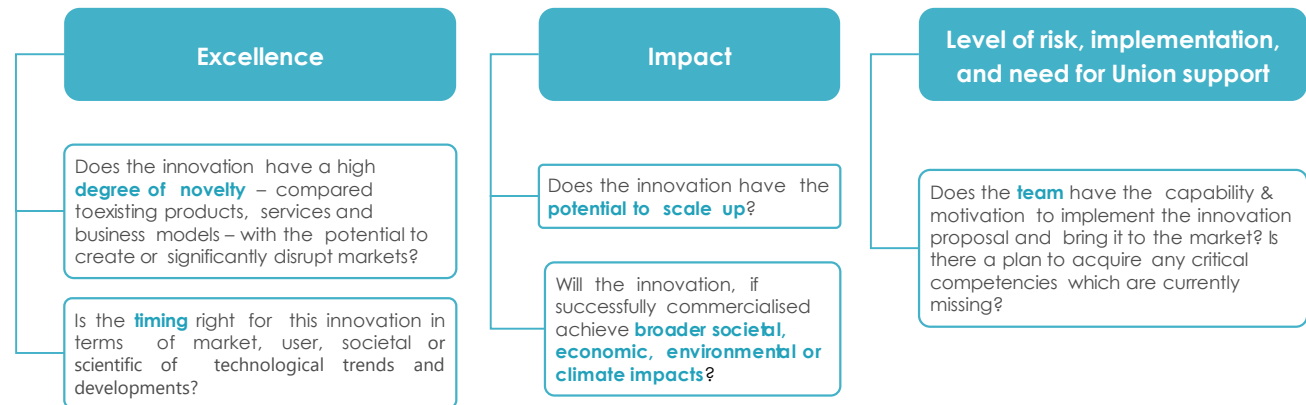 Excellence
Does the innovation have a high
degree of novelty – compared
toexisting products, services and
business models – with the potential to
create or significantly disrupt markets?
Is the timing right for this innovation in
terms of market, user, societal or
scientific of technological trends and
developments?
Impact
Does the innovation have the
potential to scale up?
Will the innovation, if
successfully commercialised
achieve broader societal,
economic, environmental or
climate impacts?
Level of risk, implementation,
and need for Union support
Does the team have the capability &
motivation to implement the innovation
proposal and bring it to the market? Is
there a plan to acquire any critical
competencies which are currently
missing?